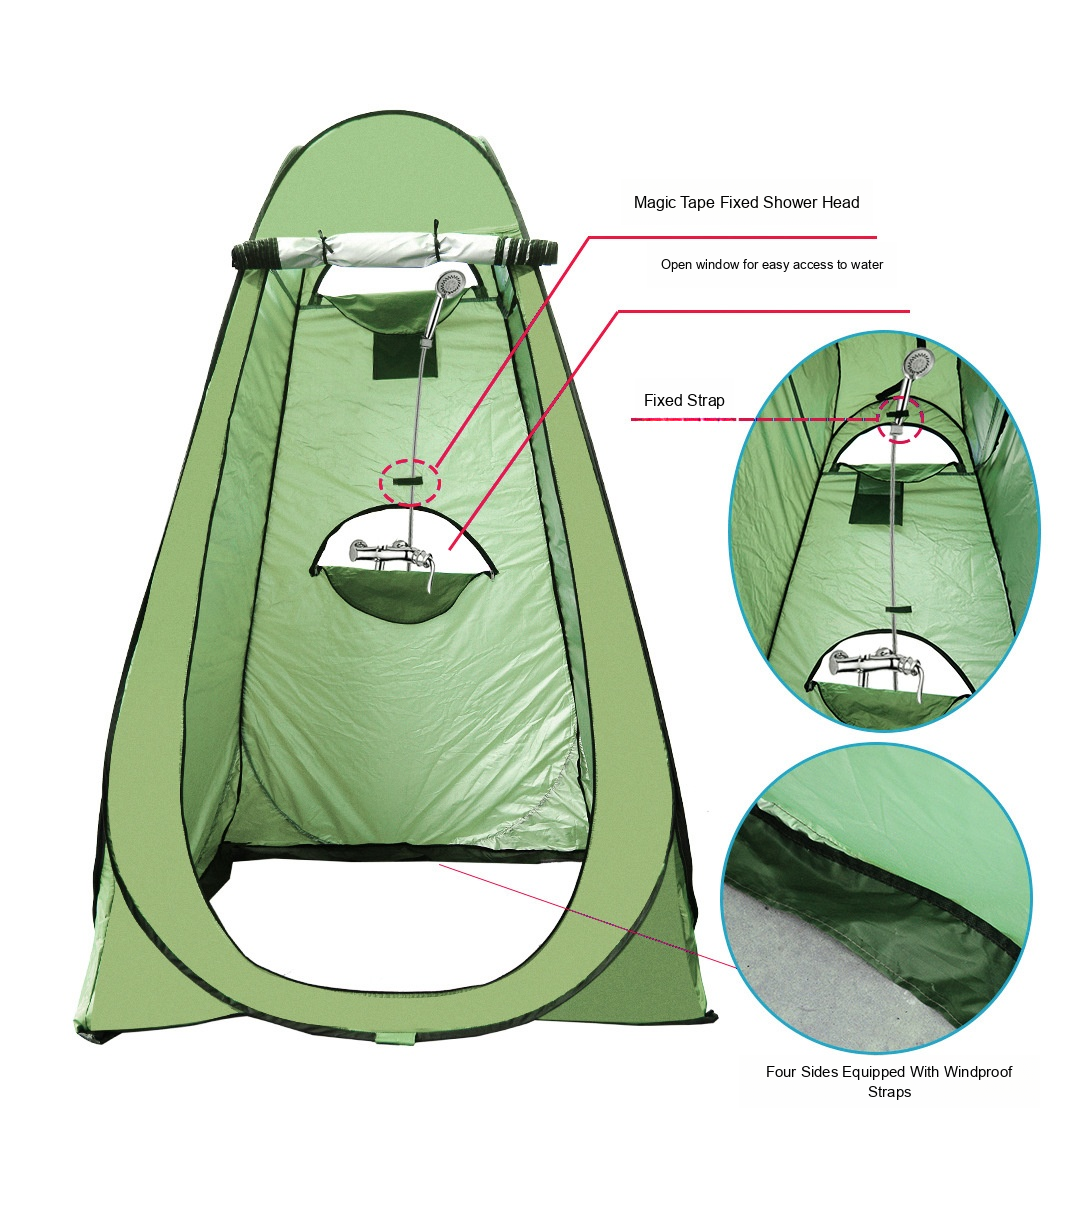 Magic Tape Fixed Shower Head
Open window for easy access to water
Fixed Strap
Four Sides Equipped With Windproof
Straps